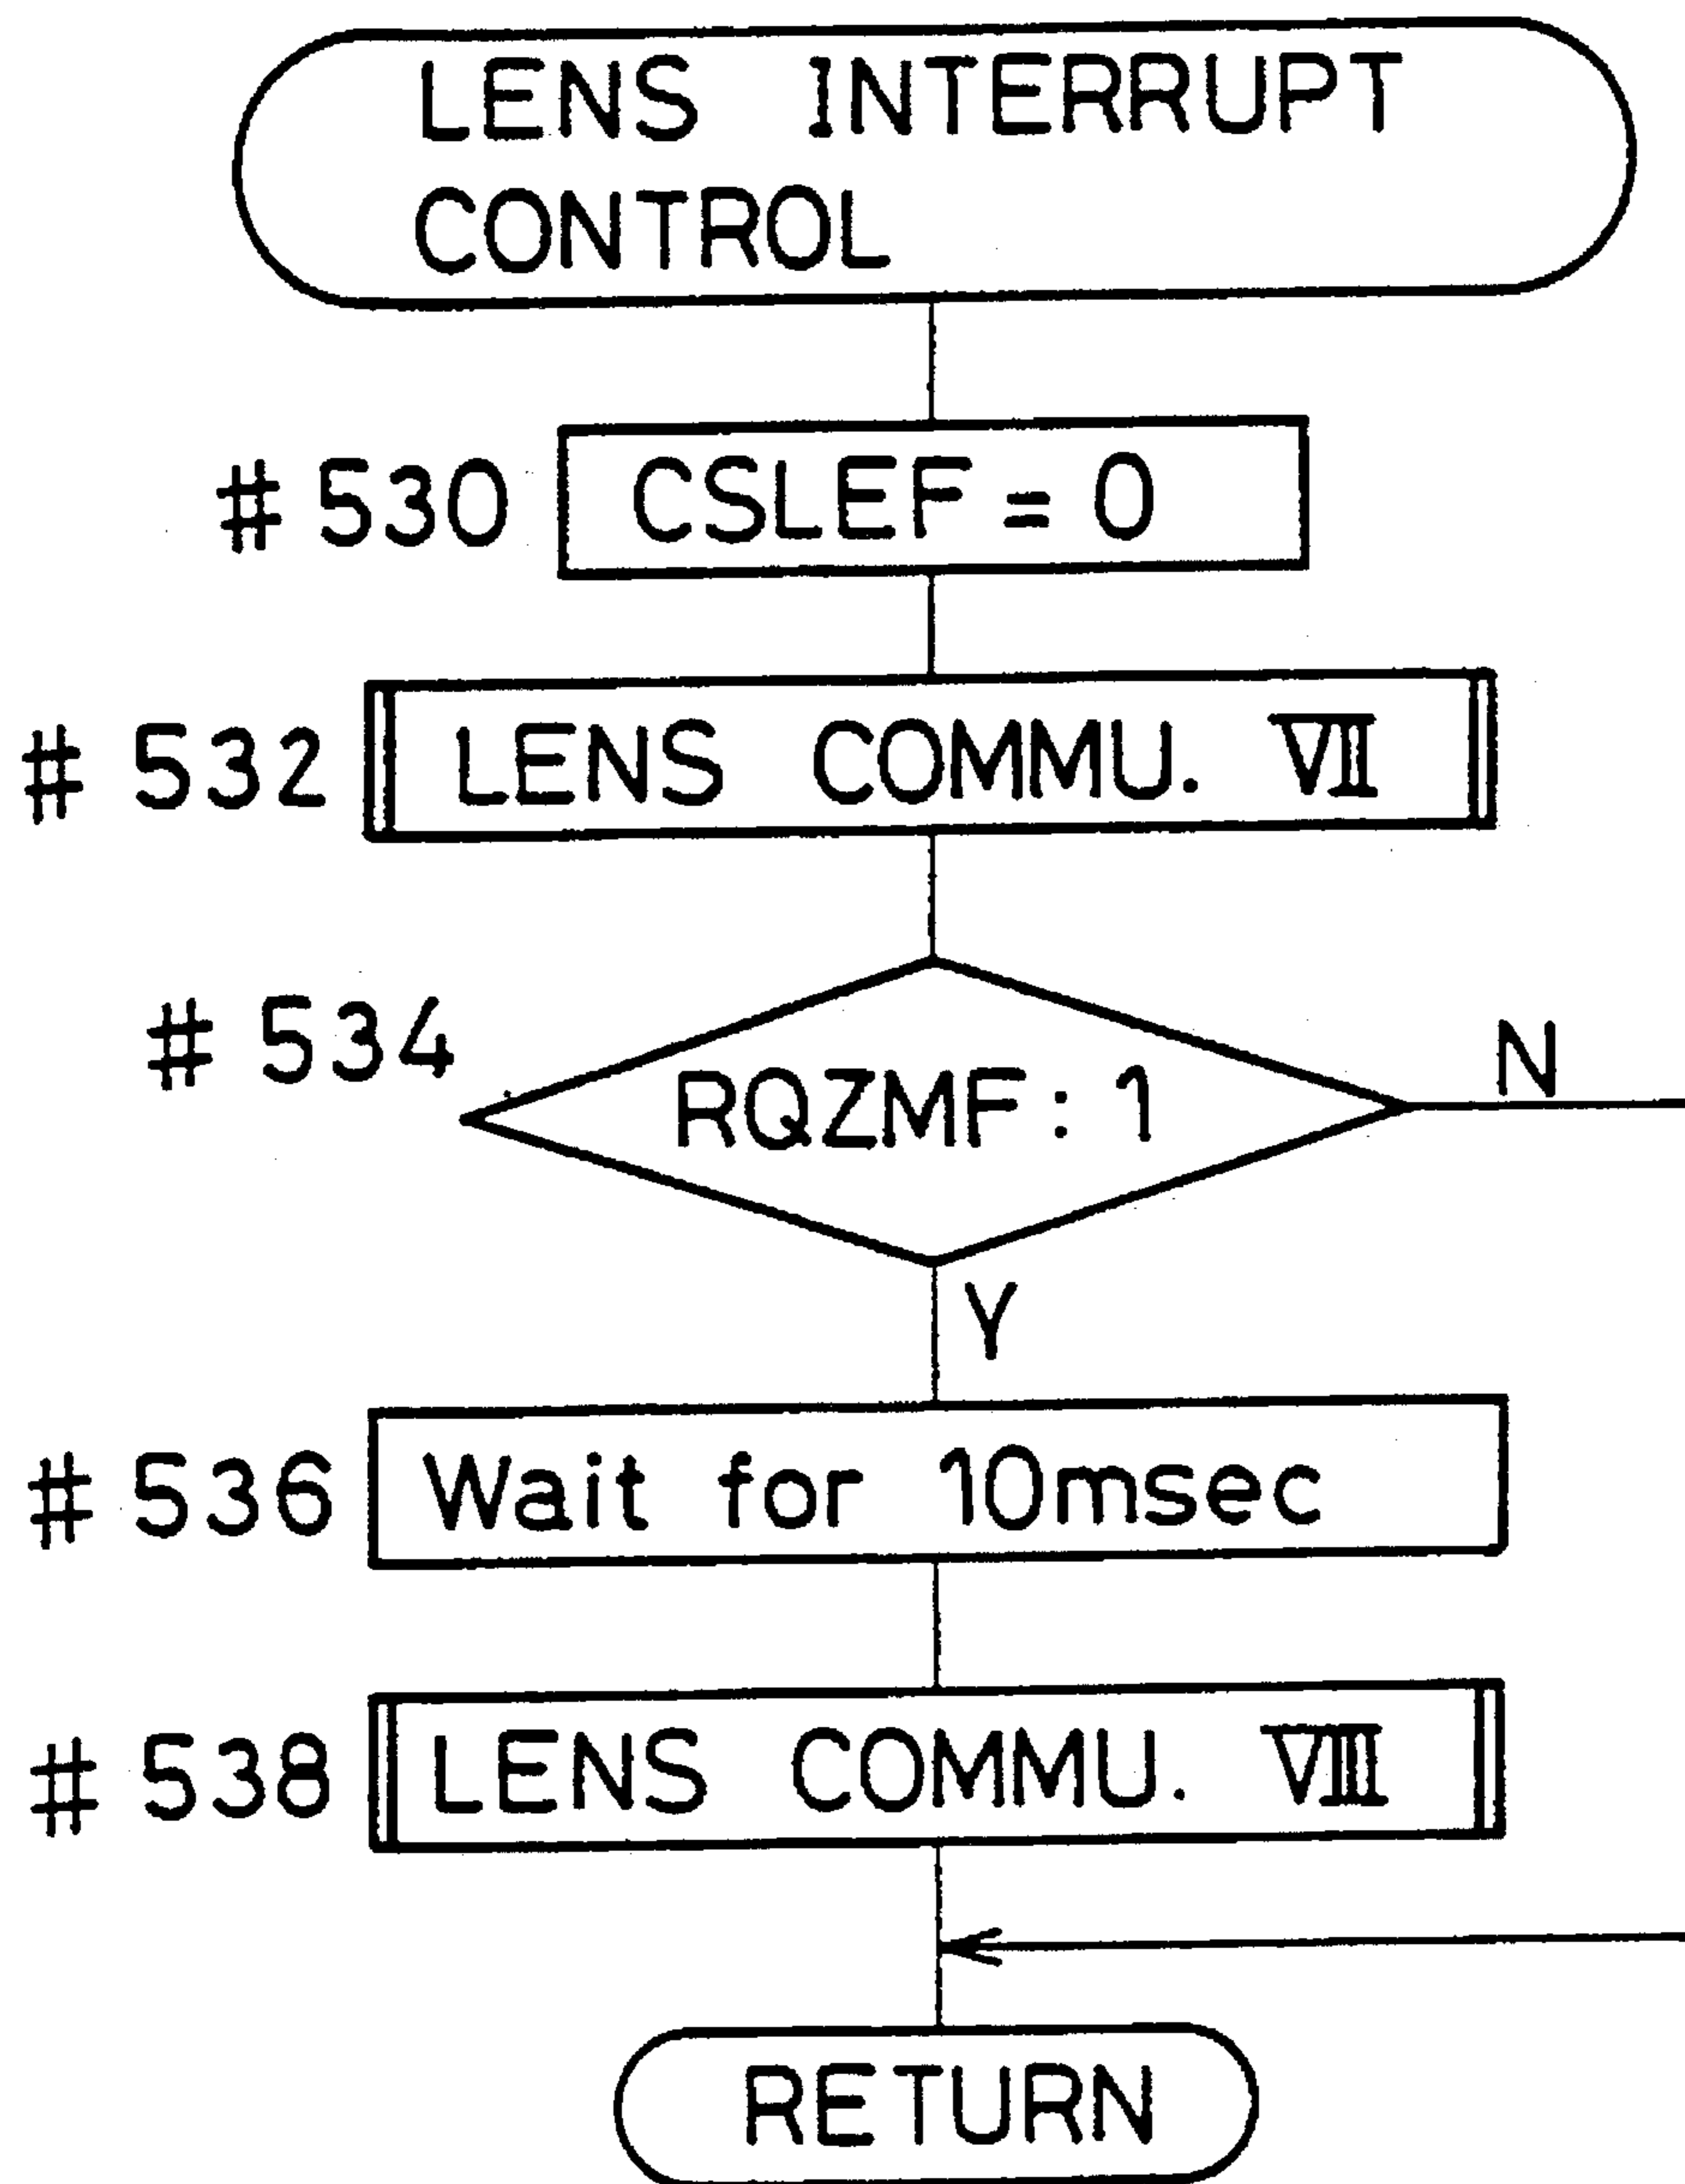 LENS INTERRUPT
CONTROL
#530 CSLEF = 0
#532 LENS COMMU. VII
#534 RQZMF: 1 N
Y
#536 Wait for 10msec
#538 LENS COMMU. VIII
RETURN